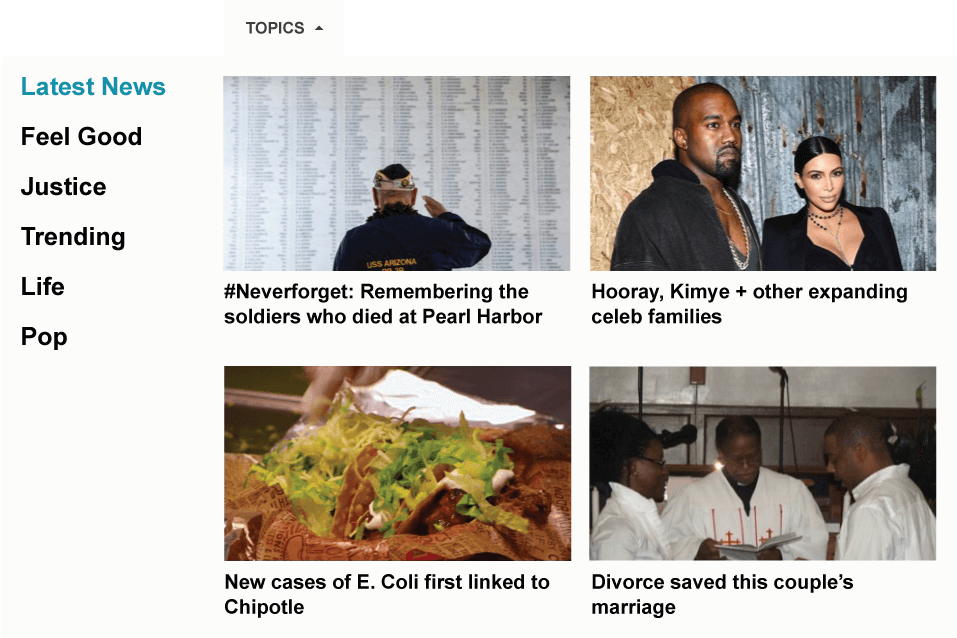 TOPICS
Latest News
Feel Good
Justice
Trending
Life
Pop
USS ARIZONA
#Neverforget: Remembering the
soldiers who died at Pearl Harbor
Hooray, Kimye + other expanding
celeb families
New cases of E. Coli first linked to
Chipotle
Divorce saved this couple’s
marriage